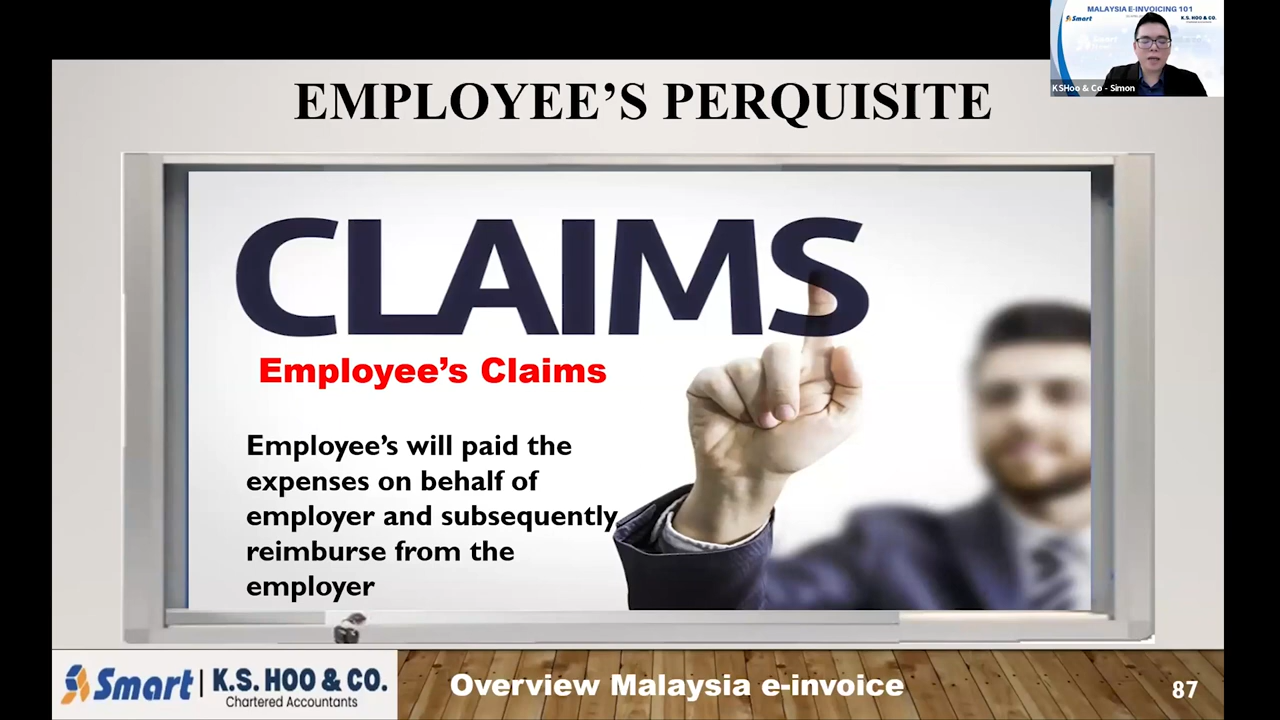 MALAYSIA E-INVOICING 101
Smart
K.S. HOO & CO.
KSHoo & Co - Simon
EMPLOYEE’S PERQUISITE
CLAIMS
Employee’s Claims
Employee’s will paid the
expenses on behalf of
employer and subsequently
reimburse from the
employer
Smart | K.S. HOO & CO.
Chartered Accountants
Overview Malaysia e-invoice
87